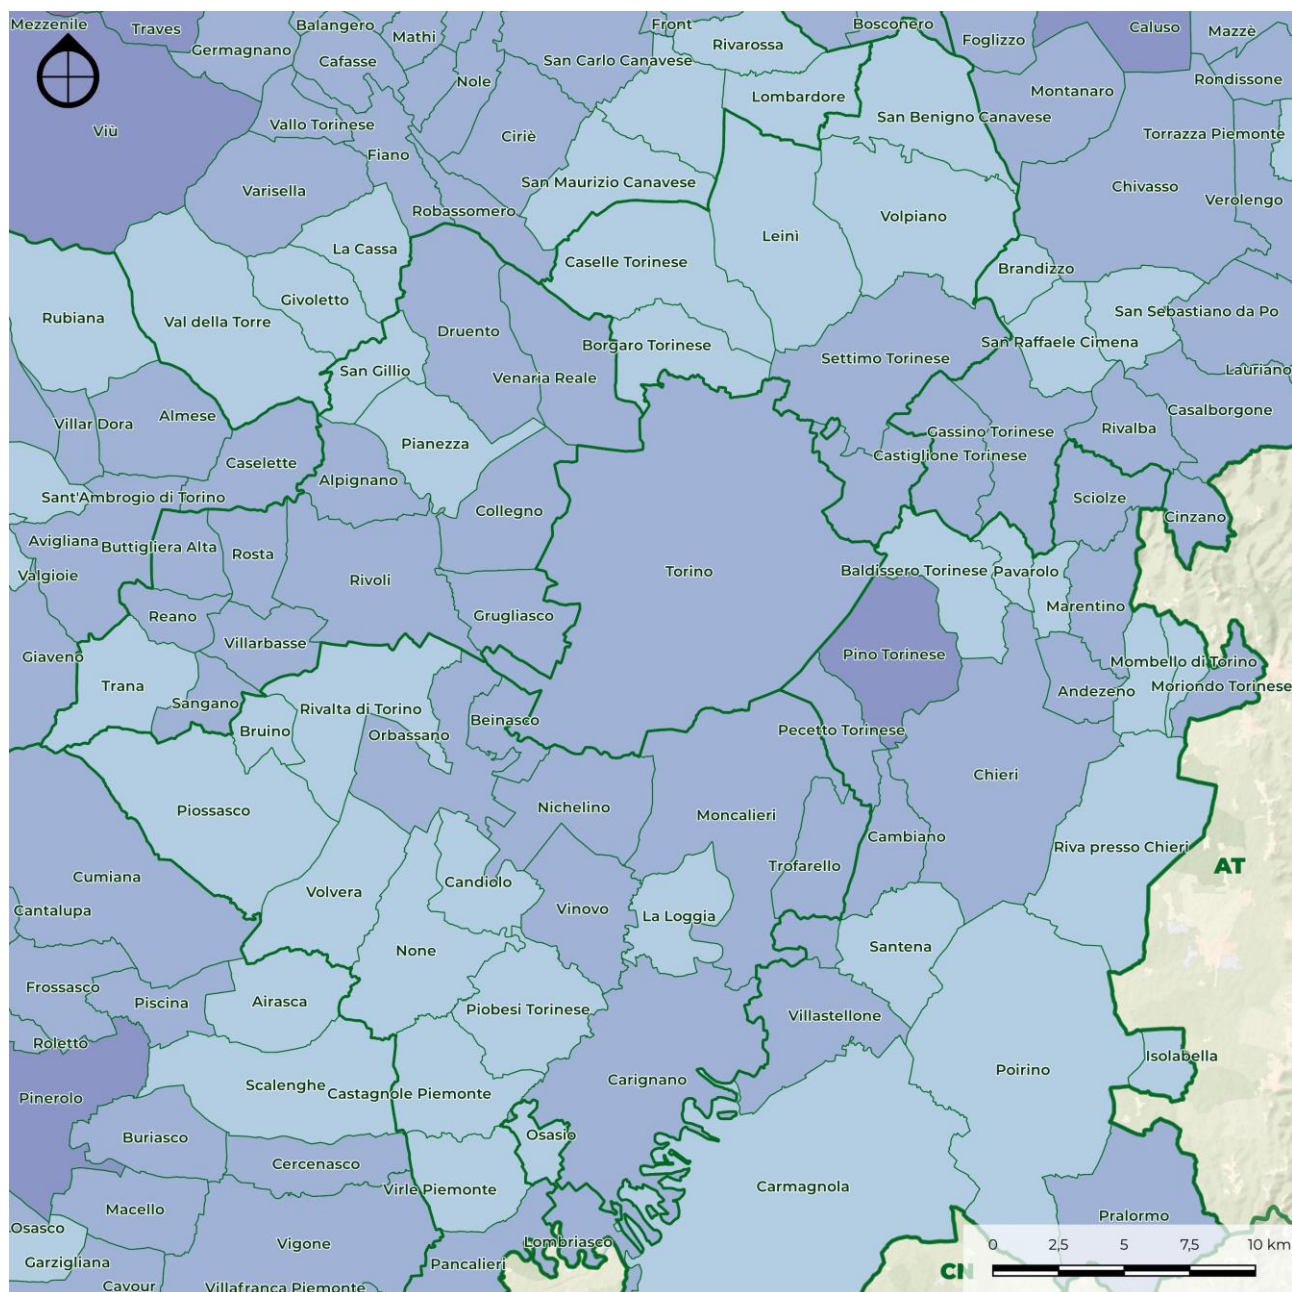 Mezzenile
Traves
Balangero
Front
Bosconero
Caluso
Mazzè
Germagnano
Mathi
Cafasse
Rivarossa
Foglizzo
San Carlo Canavese
Nole
Rondissone
Lombardore
Montanaro
San Benigno Canavese
Viù
Vallo Torinese
Ciriè
Torrazza Piemonte
Fiano
San Maurizio Canavese
Varisella
Chivasso
Verolengo
Robassomero
Volpiano
Leinì
La Cassa
Caselle Torinese
Brandizzo
Givoletto
Rubiana
Val della Torre
San Sebastiano da Po
Druento
San Raffaele Cimena
Borgaro Torinese
Settimo Torinese
San Gillio
Venaria Reale
Lauriano
Casalborgone
Almese
Villar Dora
Pianezza
Gassino Torinese
Rivalba
Caselette
Castiglione Torinese
Alpignano
Sant'Ambrogio di Torino
Sciolze
Collegno
Cinzano
Avigliana
Buttigliera Alta
Rosta
Valgioie
Rivoli
Torino
Baldissero Torinese
Pavarolo
Marentino
Reano
Grugliasco
Villarbasse
Giaveno
Pino Torinese
Mombello di Torino
Trana
Andezeno
Moriondo Torinese
Sangano
Rivalta di Torino
Beinasco
Bruino
Orbassano
Pecetto Torinese
Chieri
Piossasco
Nichelino
Moncalieri
Cambiano
Riva presso Chieri
Trofarello
AT
Cumiana
Volvera
Candiolo
Cantalupa
Vinovo
La Loggia
None
Santena
Frossasco
Piscina
Airasca
Piobesi Torinese
Villastellone
Roletto
Isolabella
Poirino
Carignano
Scalenghe
Castagnole Piemonte
Pinerolo
Buriasco
Osasio
Cercenasco
Virle Piemonte
Carmagnola
Macello
Pralormo
Osasco
Vigone
Lombriasco
0 2,5 5 7,5 10 km
Garzigliana
Pancalieri
CN
Cavour
Villafranca Piemonte